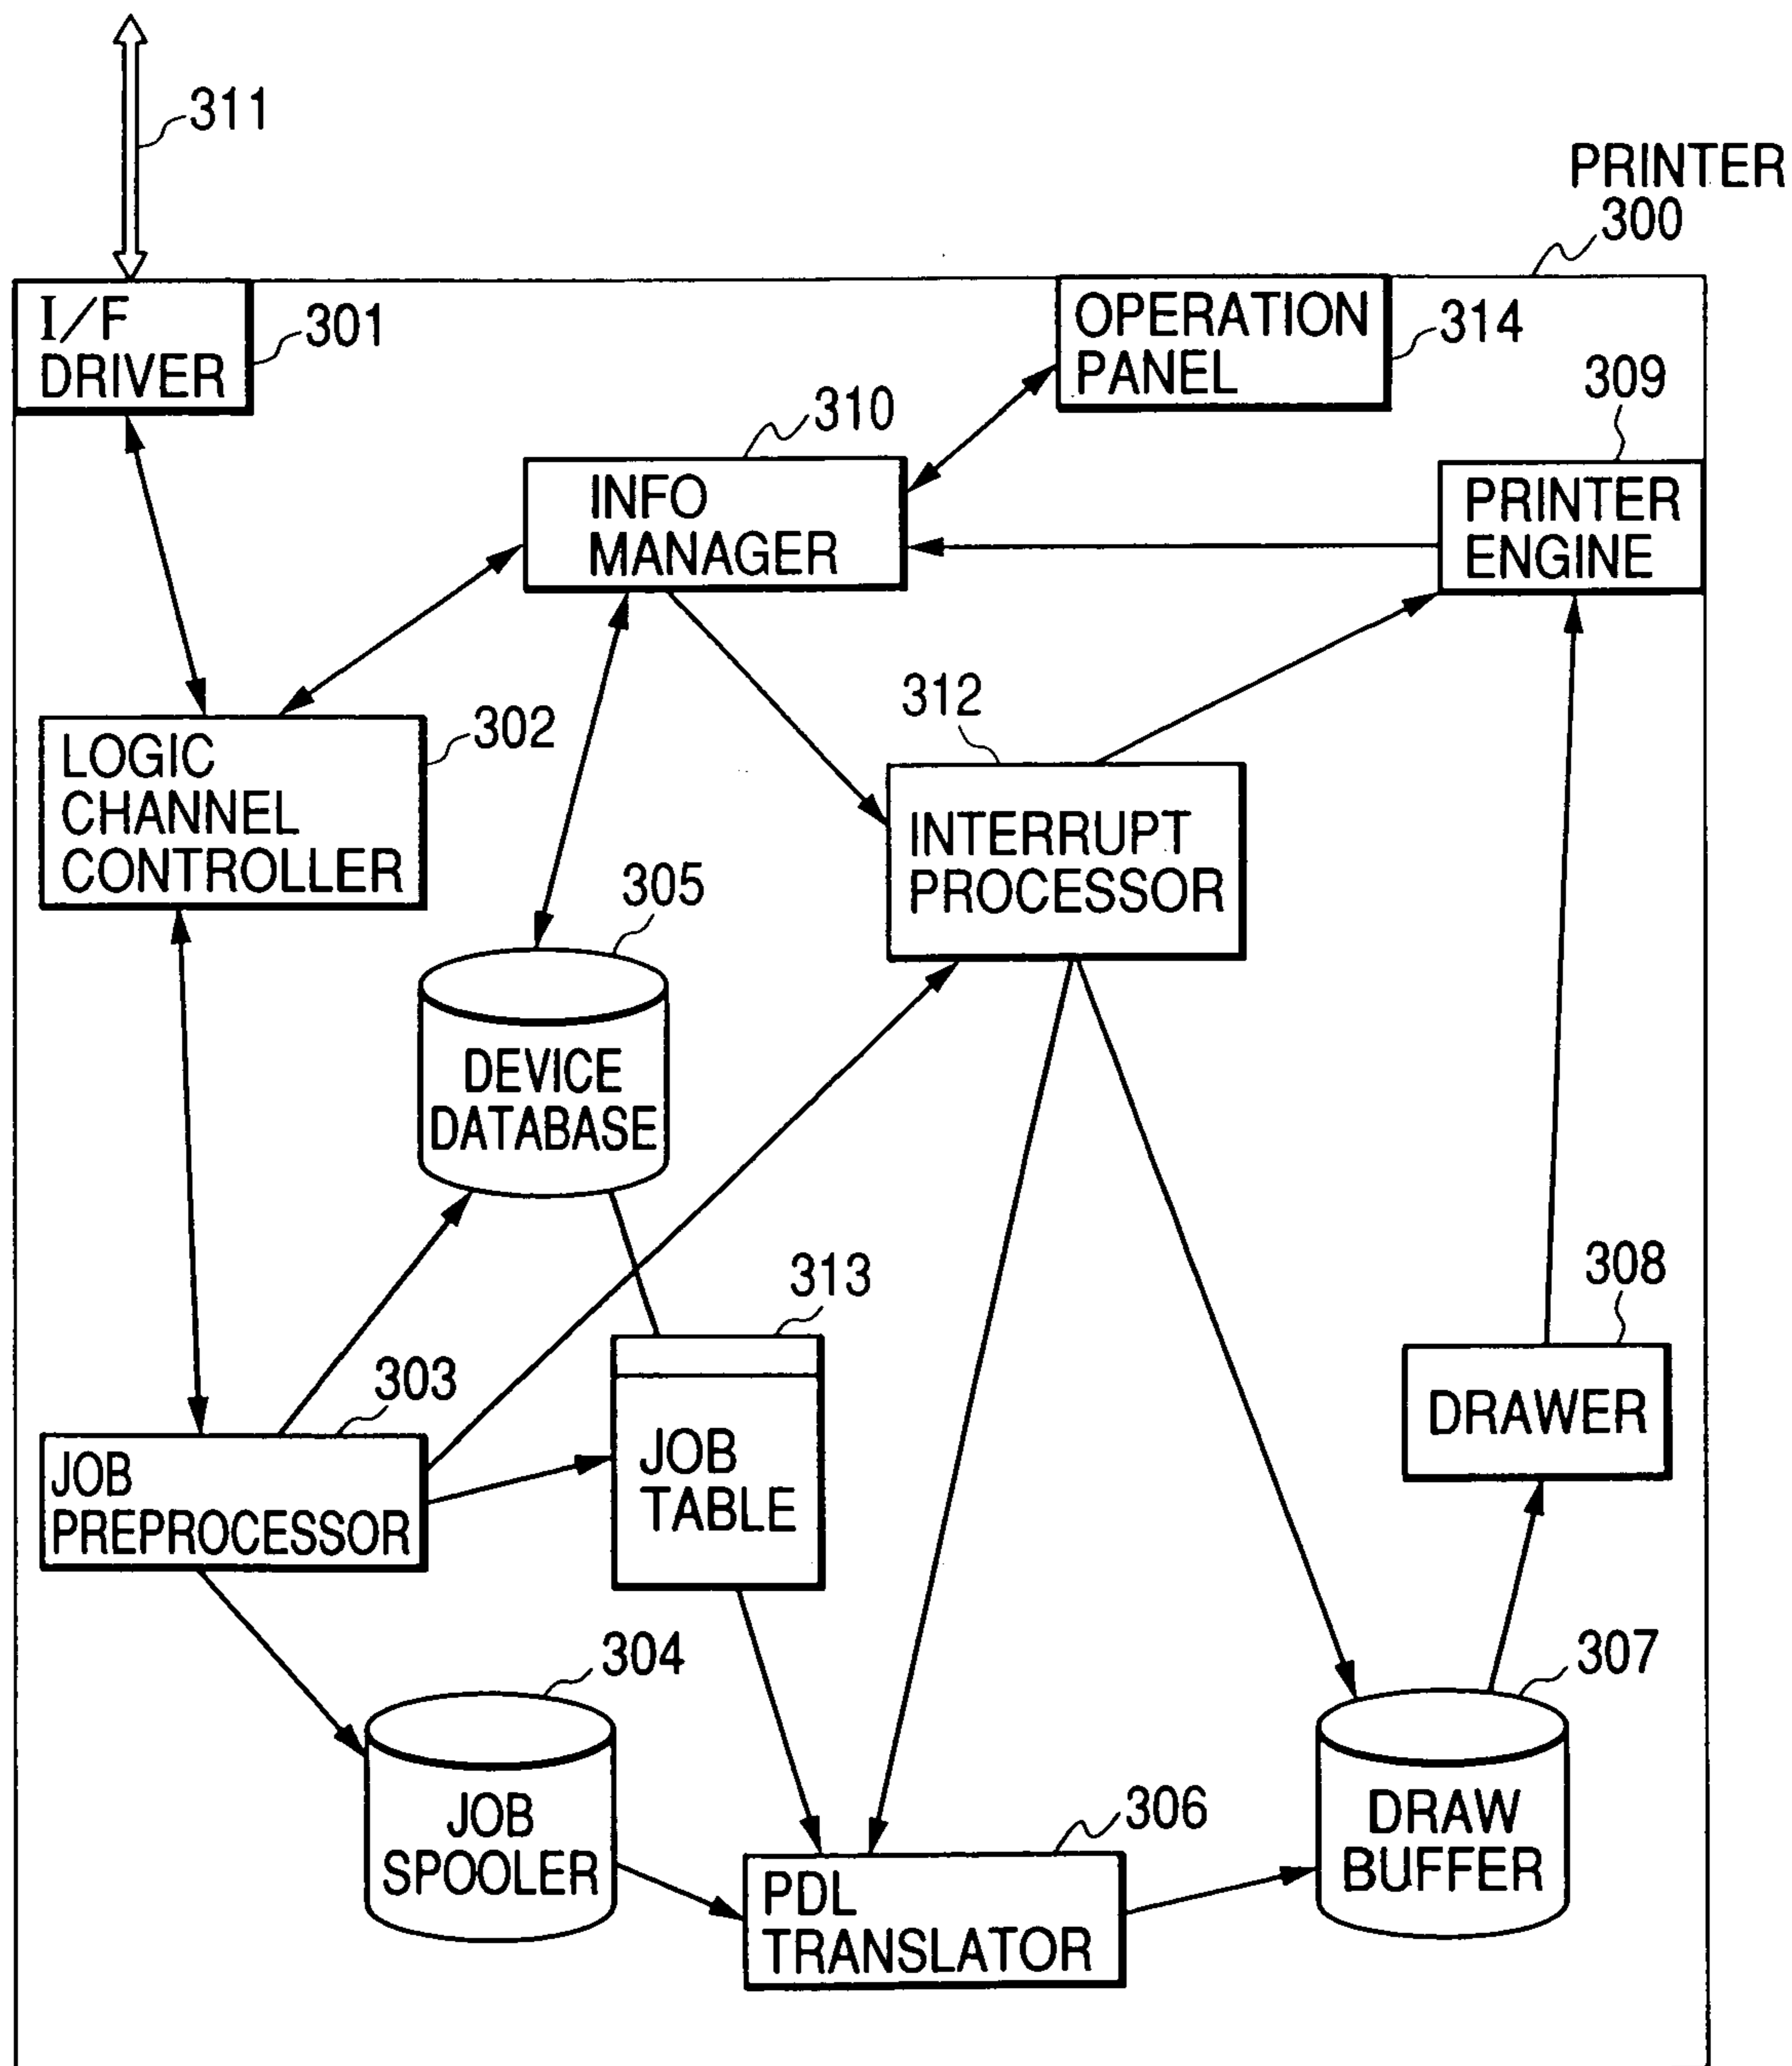 311
PRINTER
300
I/F
DRIVER
301
OPERATION
PANEL
314
309
310
INFO
MANAGER
PRINTER
ENGINE
312
LOGIC
CHANNEL
CONTROLLER
302
INTERRUPT
PROCESSOR
305
DEVICE
DATABASE
313
308
303
DRAWER
JOB
PREPROCESSOR
JOB
TABLE
304
307
JOB
SPOOLER
306
DRAW
BUFFER
PDL
TRANSLATOR